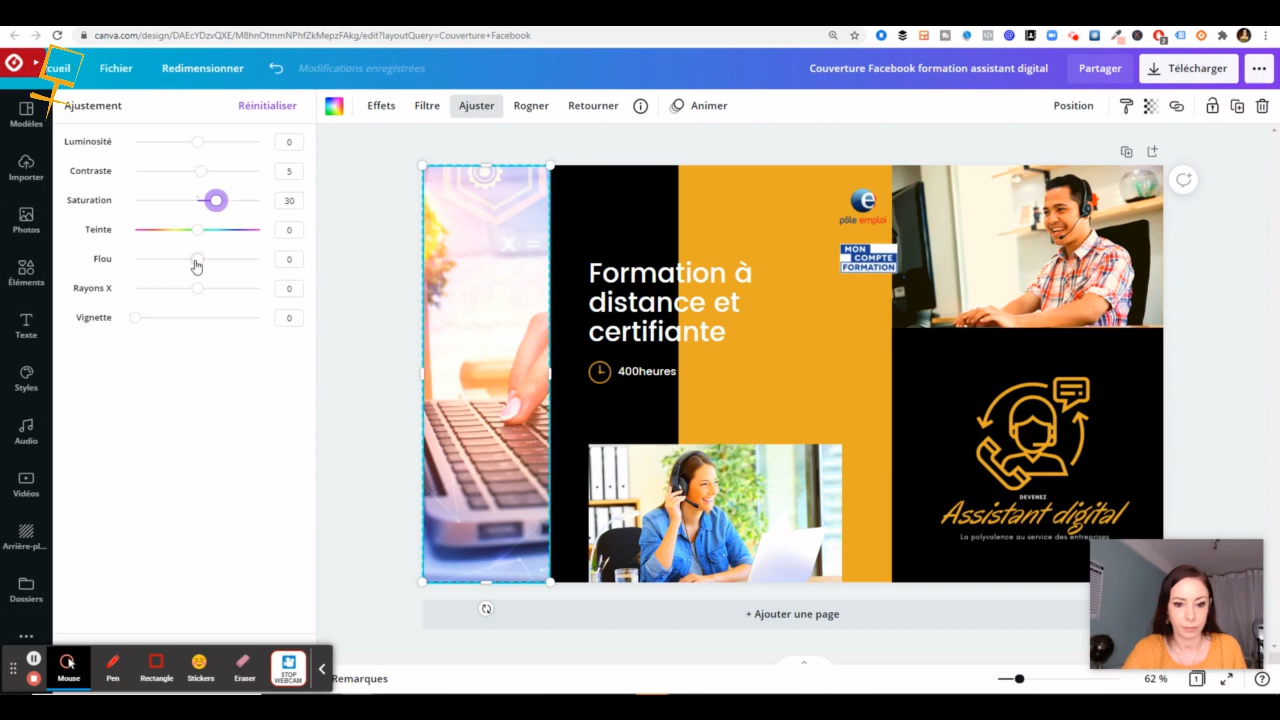 canva.com/design/DAEcYDzvQXE/M8hnOtmmNPhfZkMepzFAkg/edit?layoutQuery=Couverture+Facebook
cueil
Fichier
Redimensionner
Modifications enregistrées
Couverture Facebook formation assistant digital
Partager
Télécharger
Ajustement
Réinitialiser
Effets
Filtre
Ajuster
Rogner
Retourner
Animer
Position
Modèles
Importer
Photos
Éléments
Texte
Styles
Audio
Vidéos
Arrière-pl...
Dossiers
Luminosité 0
Contraste 5
Saturation 30
Teinte 0
Flou 0
Rayons X 0
Vignette 0
pôle emploi
MON
COMPTE
FORMATION
Formation à
distance et
certifiante
400heures
DEVENEZ
Assistant digital
La polyvalence au service des entreprises
+ Ajouter une page
Mouse
Pen
Rectangle
Stickers
Eraser
STOP
WEBCAM
Remarques
62 %
1